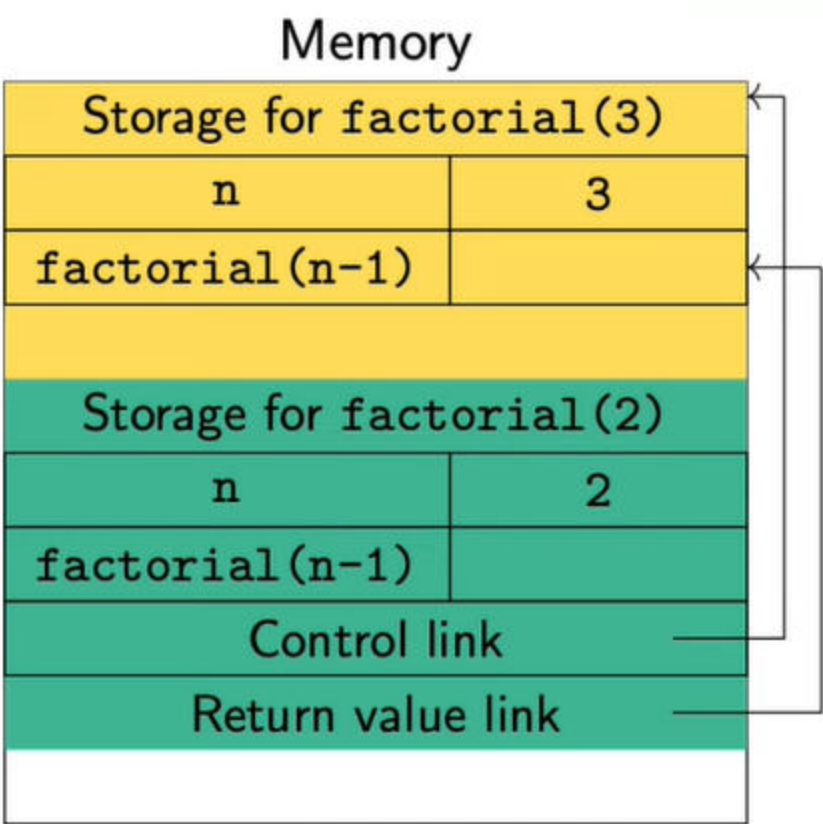 Memory
Storage for factorial(3)
n 3
factorial(n-1)
Storage for factorial(2)
n 2
factorial(n-1)
Control link
Return value link